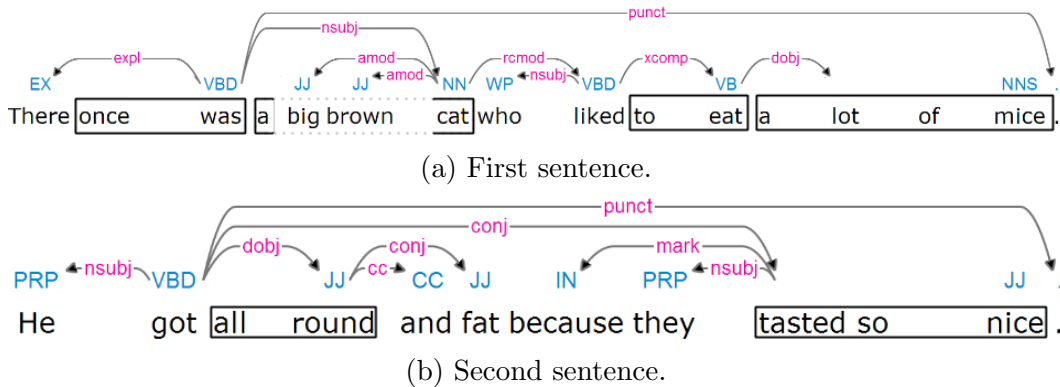 punct
nsubj
expl amod rcmod xcomp dobj
amod nsubj
EX VBD JJ JJ NN WP VBD VB NNS .
There once was a big brown cat who liked to eat a lot of mice .
(a) First sentence.
punct
conj
dobj conj mark
nsubj cc nsubj
PRP VBD JJ CC JJ IN PRP JJ .
He got all round and fat because they tasted so nice .
(b) Second sentence.